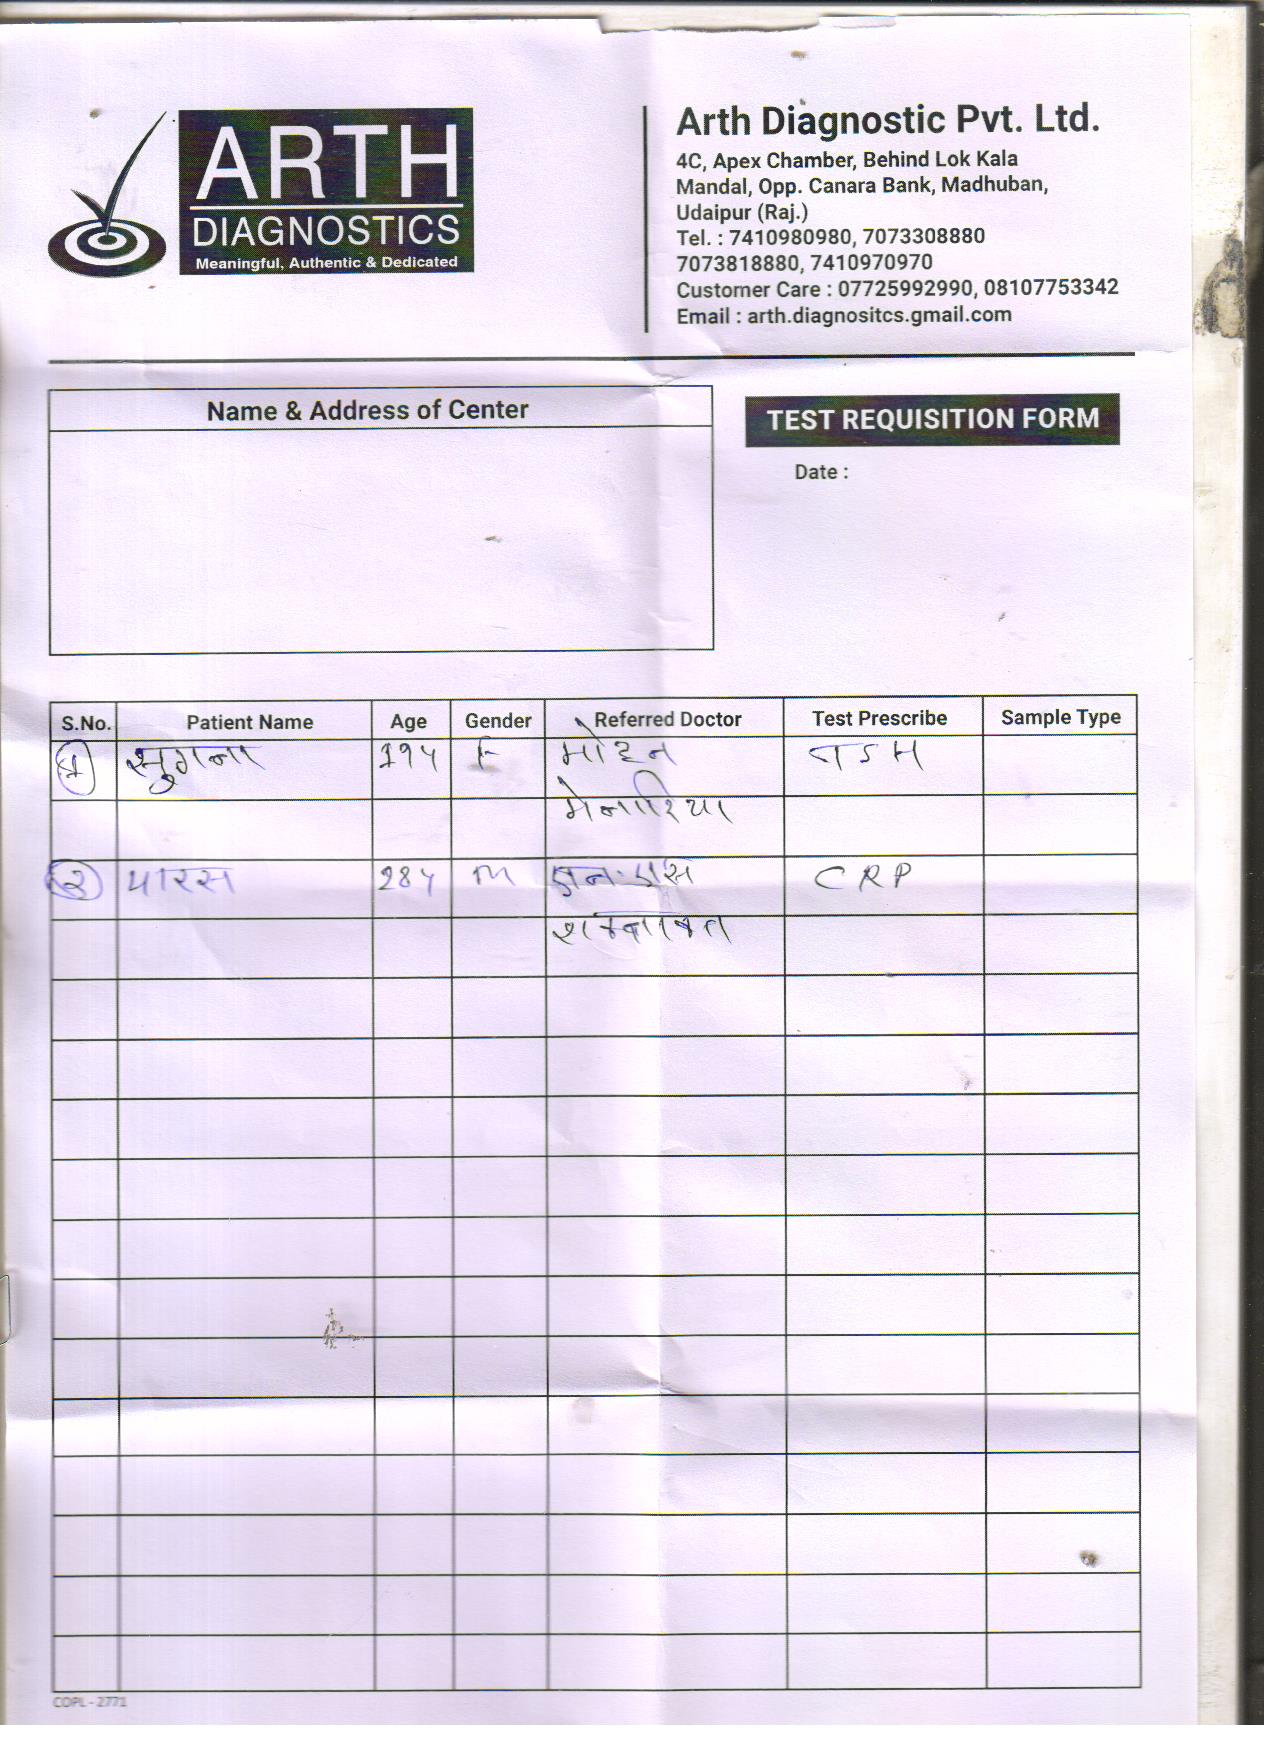 ARTH
DIAGNOSTICS
Meaningful, Authentic & Dedicated
Arth Diagnostic Pvt. Ltd.
4C, Apex Chamber, Behind Lok Kala
Mandal, Opp. Canara Bank, Madhuban,
Udaipur (Raj.)
Tel. : 7410980980, 7073308880
7073818880, 7410970970
Customer Care : 07725992990, 08107753342
Email : arth.diagnositcs.gmail.com
Name & Address of Center
TEST REQUISITION FORM
Date :
S.No. Patient Name Age Gender Referred Doctor Test Prescribe Sample Type
सुगना 19y F मोहन TSH
मेनारिया
२ पारस 28y M CRP
COPL - 2771